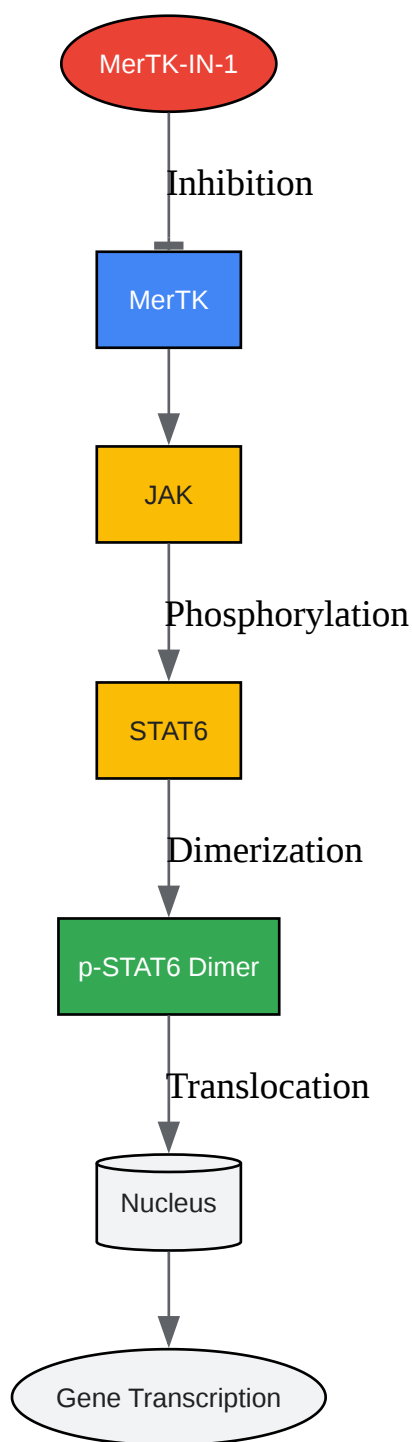 MerTK-IN-1
Inhibition
MerTK
JAK
Phosphorylation
STAT6
Dimerization
p-STAT6 Dimer
Translocation
Nucleus
Gene Transcription